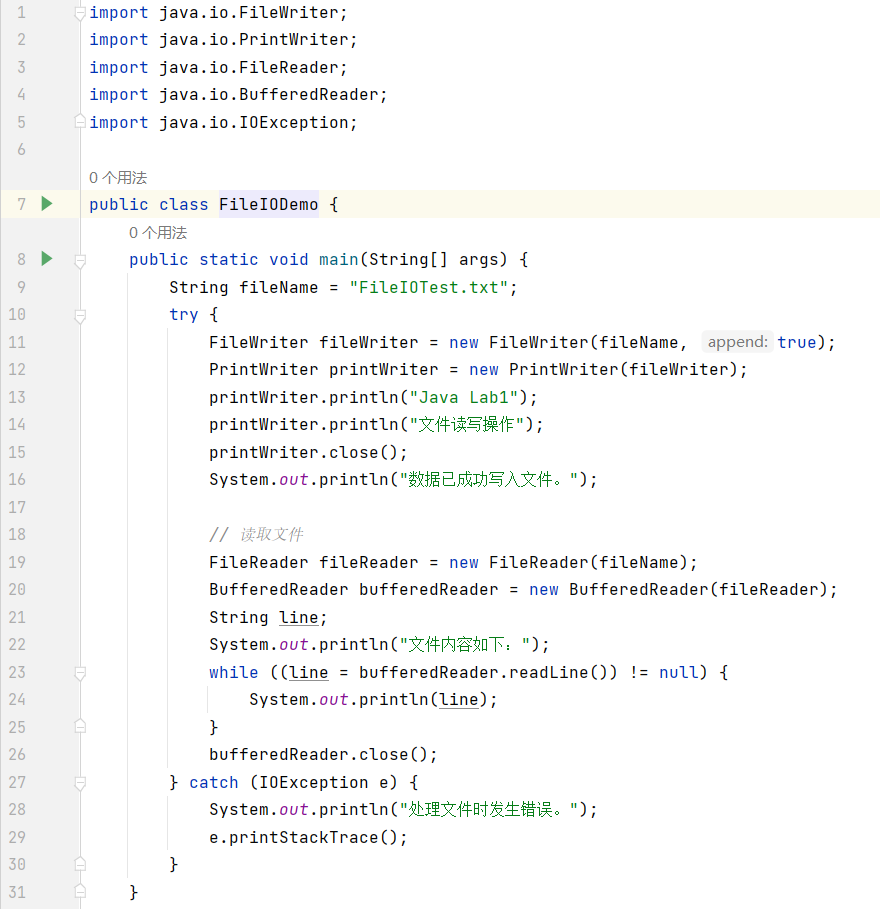 1 import java.io.FileWriter;
2 import java.io.PrintWriter;
3 import java.io.FileReader;
4 import java.io.BufferedReader;
5 import java.io.IOException;
6
0 个用法
7 public class FileIODemo {
0 个用法
8 public static void main(String[] args) {
9 String fileName = "FileIOTest.txt";
10 try {
11 FileWriter fileWriter = new FileWriter(fileName, append: true);
12 PrintWriter printWriter = new PrintWriter(fileWriter);
13 printWriter.println("Java Lab1");
14 printWriter.println("文件读写操作");
15 printWriter.close();
16 System.out.println("数据已成功写入文件。");
17
18 // 读取文件
19 FileReader fileReader = new FileReader(fileName);
20 BufferedReader bufferedReader = new BufferedReader(fileReader);
21 String line;
22 System.out.println("文件内容如下：");
23 while ((line = bufferedReader.readLine()) != null) {
24 System.out.println(line);
25 }
26 bufferedReader.close();
27 } catch (IOException e) {
28 System.out.println("处理文件时发生错误。");
29 e.printStackTrace();
30 }
31 }